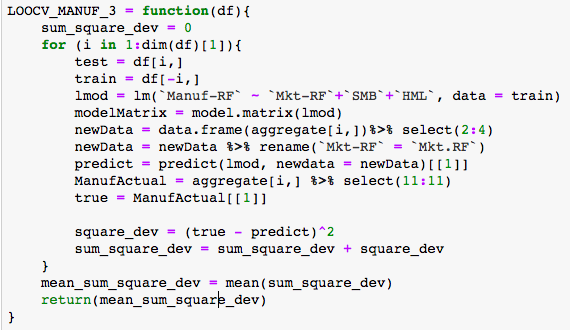 LOOCV_MANUF_3 = function(df){
    sum_square_dev = 0
    for (i in 1:dim(df)[1]){
        test = df[i,]
        train = df[-i,]
        lmod = lm(`Manuf-RF` ~ `Mkt-RF`+`SMB`+`HML`, data = train)
        modelMatrix = model.matrix(lmod)
        newData = data.frame(aggregate[i,])%>% select(2:4)
        newData = newData %>% rename(`Mkt-RF` = `Mkt.RF`)
        predict = predict(lmod, newdata = newData)[[1]]
        ManufActual = aggregate[i,] %>% select(11:11)
        true = ManufActual[[1]]

        square_dev = (true - predict)^2
        sum_square_dev = sum_square_dev + square_dev
    }
    mean_sum_square_dev = mean(sum_square_dev)
    return(mean_sum_square_dev)
}